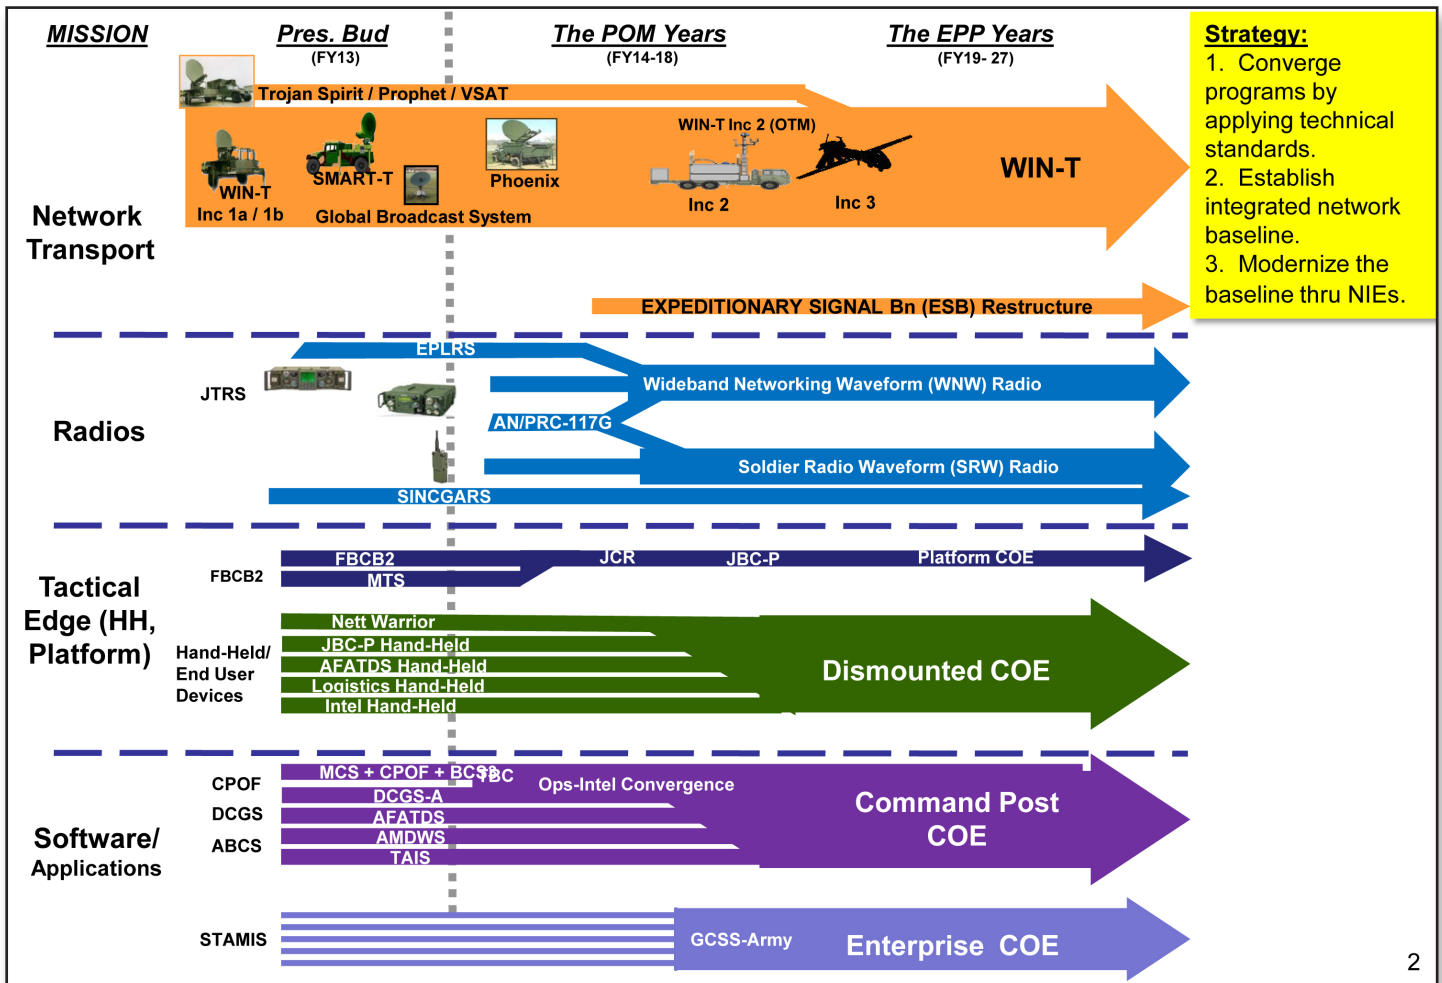 MISSION
Pres. Bud
(FY13)
The POM Years
(FY14-18)
The EPP Years
(FY19- 27)
Strategy:
1. Converge
programs by
applying technical
standards.
2. Establish
integrated network
baseline.
3. Modernize the
baseline thru NIEs.
Network
Transport
Trojan Spirit / Prophet / VSAT
WIN-T
Inc 1a / 1b
SMART-T
Global Broadcast System
Phoenix
WIN-T Inc 2 (OTM)
Inc 2
Inc 3
WIN-T
EXPEDITIONARY SIGNAL Bn (ESB) Restructure
Radios
JTRS
EPLRS
Wideband Networking Waveform (WNW) Radio
AN/PRC-117G
Soldier Radio Waveform (SRW) Radio
SINCGARS
Tactical
Edge (HH,
Platform)
FBCB2
FBCB2
MTS
JCR
JBC-P
Platform COE
Hand-Held/
End User
Devices
Nett Warrior
JBC-P Hand-Held
AFATDS Hand-Held
Logistics Hand-Held
Intel Hand-Held
Dismounted COE
Software/
Applications
CPOF
DCGS
ABCS
MCS + CPOF + BCS3
TBC
Ops-Intel Convergence
DCGS-A
AFATDS
AMDWS
TAIS
Command Post
COE
STAMIS
GCSS-Army
Enterprise COE
2